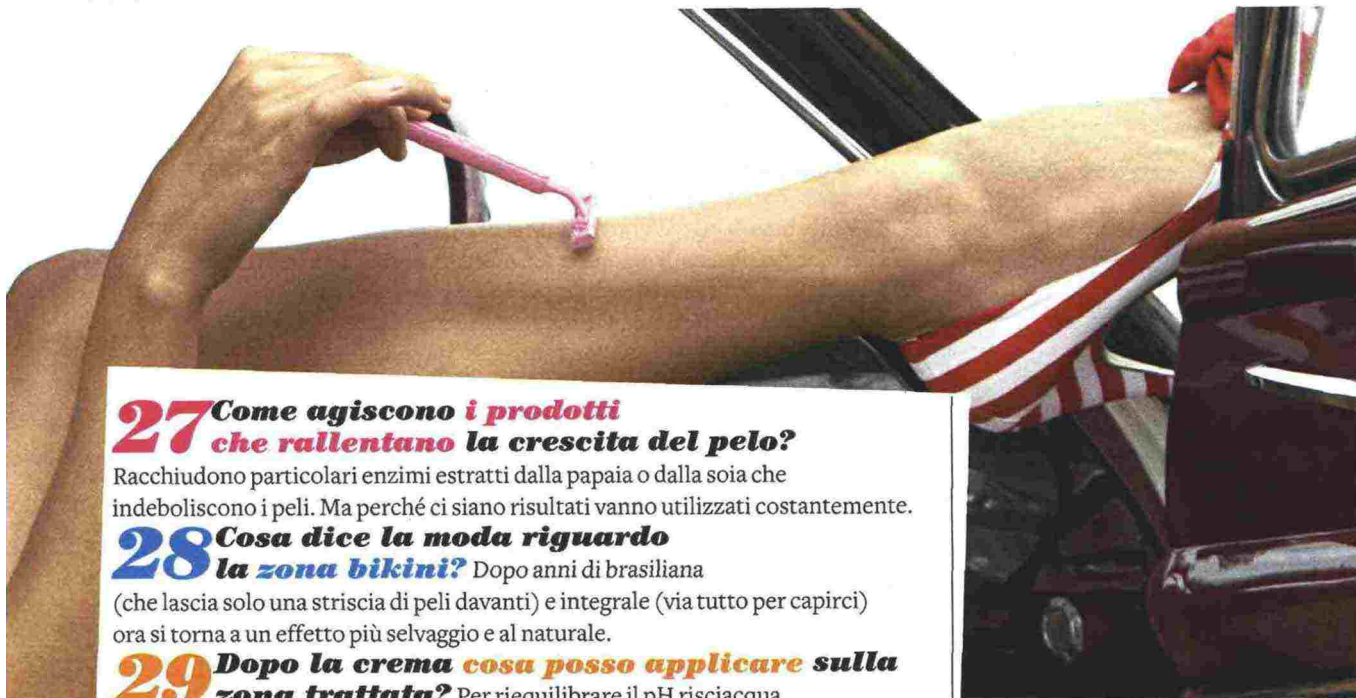 27 Come agiscono i prodotti
che rallentano la crescita del pelo?
Racchiudono particolari enzimi estratti dalla papaia o dalla soia che
indeboliscono i peli. Ma perché ci siano risultati vanno utilizzati costantemente.
28 Cosa dice la moda riguardo
la zona bikini? Dopo anni di brasiliana
(che lascia solo una striscia di peli davanti) e integrale (via tutto per capirci)
ora si torna a un effetto più selvaggio e al naturale.
29 Dopo la crema cosa posso applicare sulla
zona trattata? Per riequilibrare il pH risciacqua